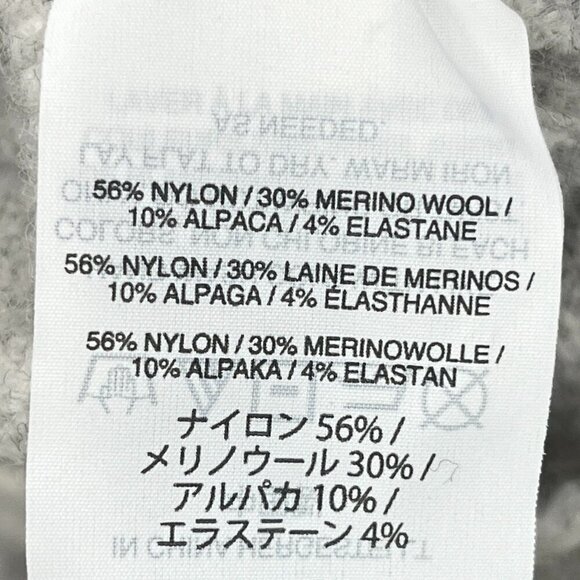 56% NYLON / 30% MERINO WOOL /
10% ALPACA / 4% ELASTANE
56% NYLON / 30% LAINE DE MERINOS /
10% ALPAGA / 4% ÉLASTHANNE
56% NYLON / 30% MERINOWOLLE /
10% ALPAKA / 4% ELASTAN
ナイロン 56% /
メリノウール 30% /
アルパカ 10% /
エラステーン 4%